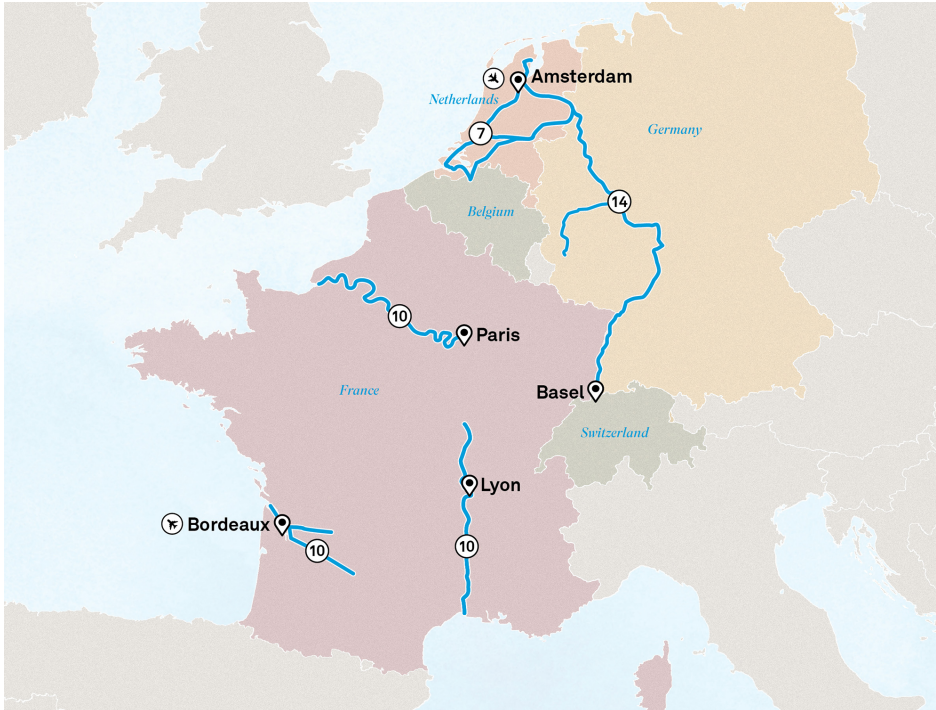 Amsterdam
Netherlands
7
Germany
14
Belgium
10
Paris
France
Basel
Switzerland
Lyon
Bordeaux
10
10